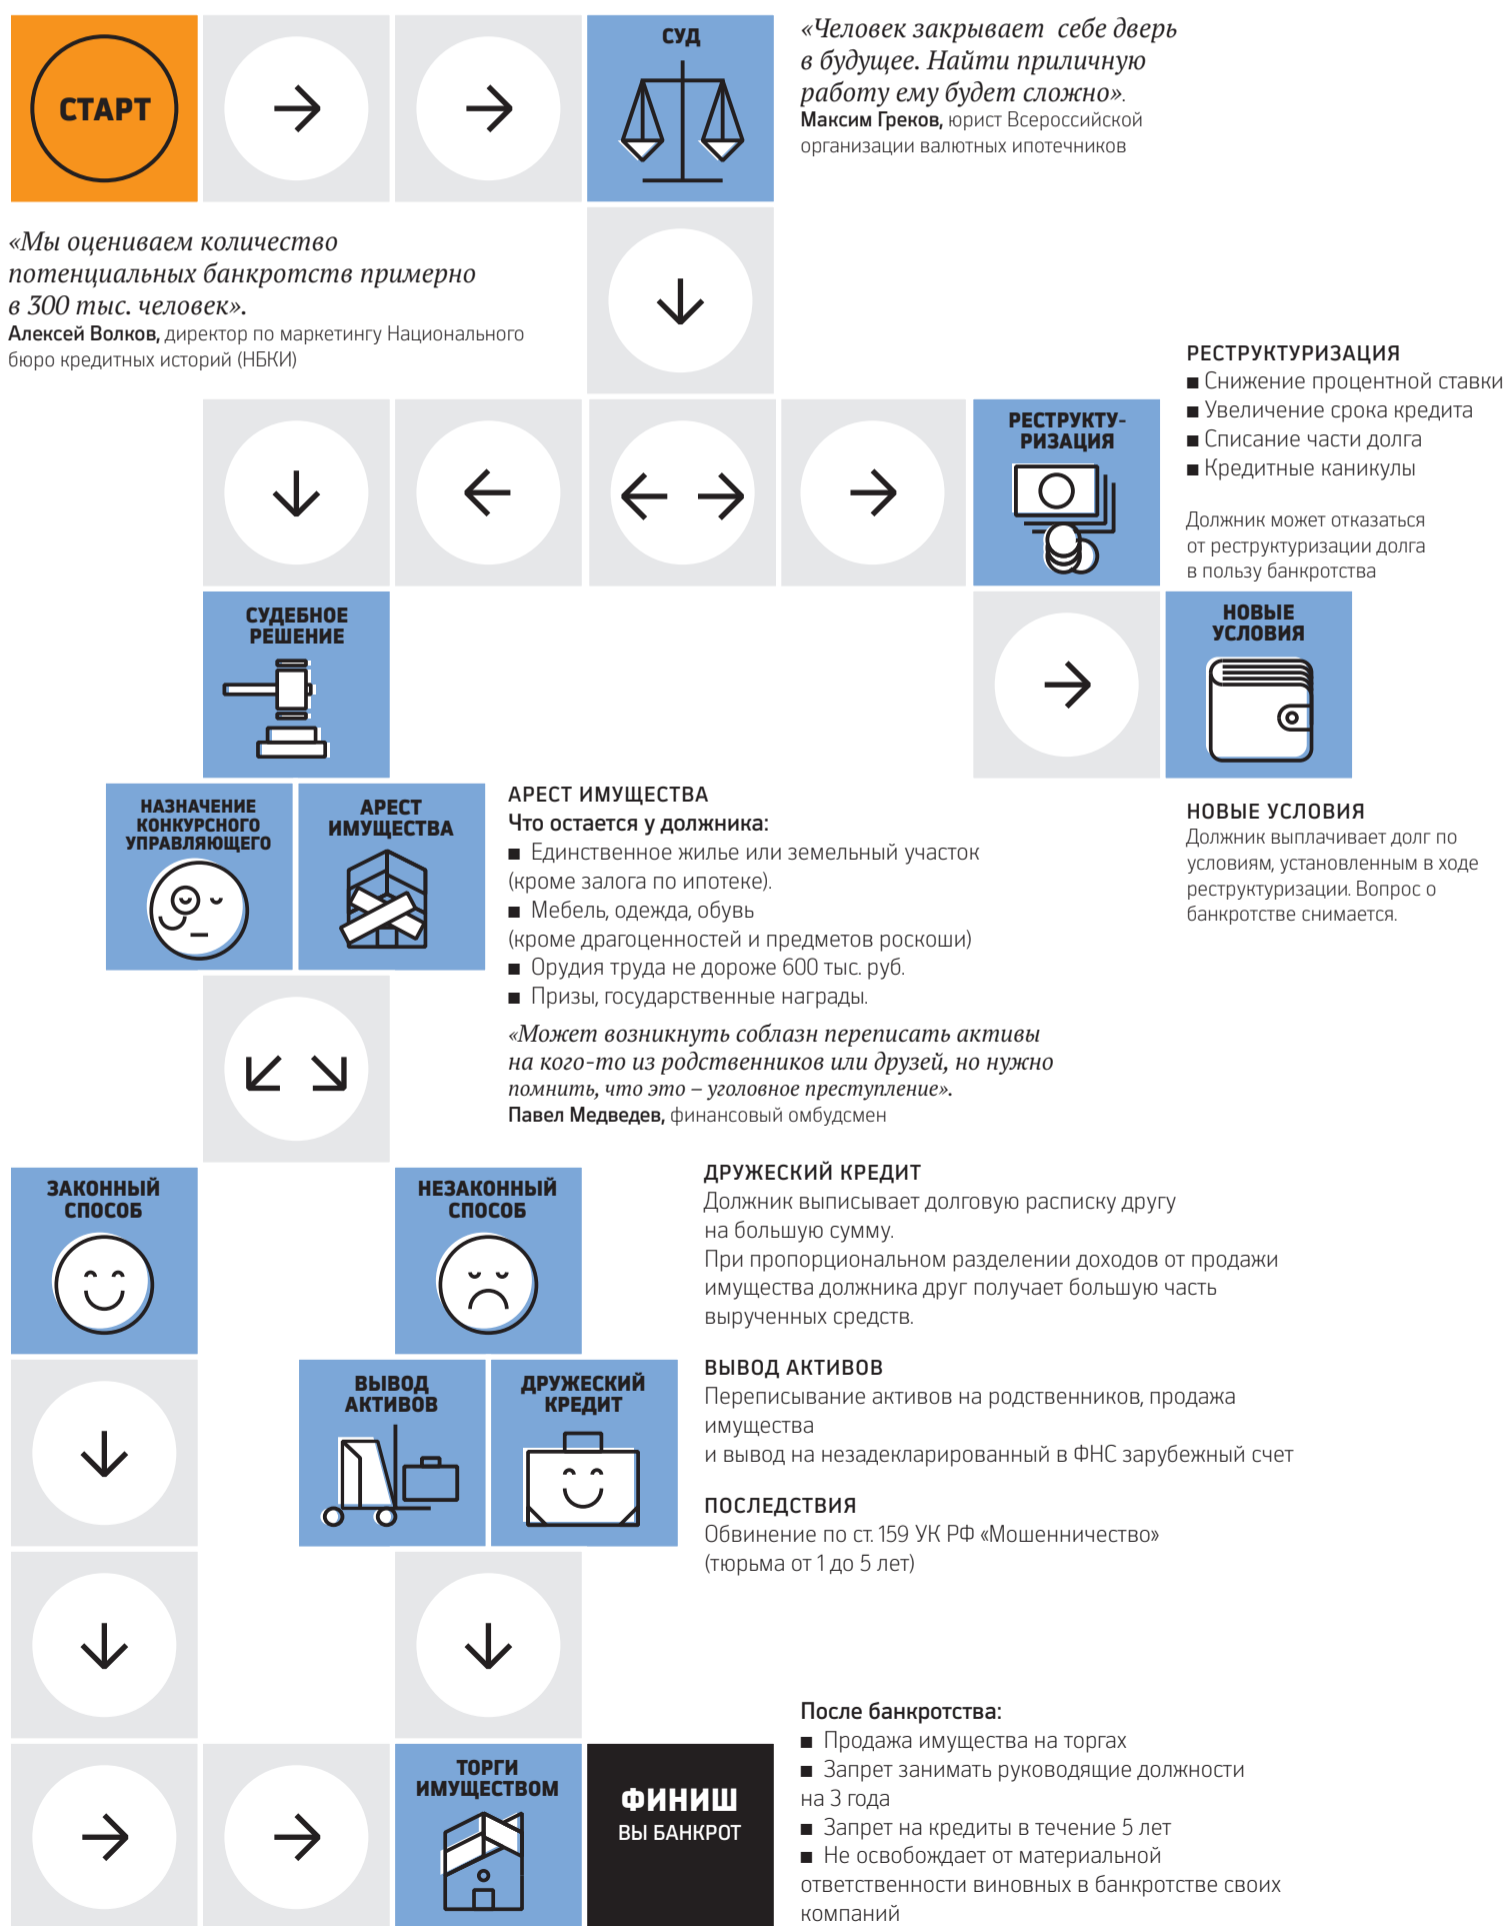 СТАРТ
СУД
«Человек закрывает себе дверь
в будущее. Найти приличную
работу ему будет сложно».
Максим Греков, юрист Всероссийской
организации валютных ипотечников
«Мы оцениваем количество
потенциальных банкротств примерно
в 300 тыс. человек».
Алексей Волков, директор по маркетингу Национального
бюро кредитных историй (НБКИ)
РЕСТРУКТУ-
РИЗАЦИЯ
РЕСТРУКТУРИЗАЦИЯ
■ Снижение процентной ставки
■ Увеличение срока кредита
■ Списание части долга
■ Кредитные каникулы
Должник может отказаться
от реструктуризации долга
в пользу банкротства
СУДЕБНОЕ
РЕШЕНИЕ
НОВЫЕ
УСЛОВИЯ
НАЗНАЧЕНИЕ
КОНКУРСНОГО
УПРАВЛЯЮЩЕГО
АРЕСТ
ИМУЩЕСТВА
АРЕСТ ИМУЩЕСТВА
Что остается у должника:
■ Единственное жилье или земельный участок
(кроме залога по ипотеке).
■ Мебель, одежда, обувь
(кроме драгоценностей и предметов роскоши)
■ Орудия труда не дороже 600 тыс. руб.
■ Призы, государственные награды.
«Может возникнуть соблазн переписать активы
на кого-то из родственников или друзей, но нужно
помнить, что это – уголовное преступление».
Павел Медведев, финансовый омбудсмен
НОВЫЕ УСЛОВИЯ
Должник выплачивает долг по
условиям, установленным в ходе
реструктуризации. Вопрос о
банкротстве снимается.
ЗАКОННЫЙ
СПОСОБ
НЕЗАКОННЫЙ
СПОСОБ
ДРУЖЕСКИЙ КРЕДИТ
Должник выписывает долговую расписку другу
на большую сумму.
При пропорциональном разделении доходов от продажи
имущества должника друг получает большую часть
вырученных средств.
ВЫВОД
АКТИВОВ
ДРУЖЕСКИЙ
КРЕДИТ
ВЫВОД АКТИВОВ
Переписывание активов на родственников, продажа
имущества
и вывод на незадекларированный в ФНС зарубежный счет
ПОСЛЕДСТВИЯ
Обвинение по ст. 159 УК РФ «Мошенничество»
(тюрьма от 1 до 5 лет)
ТОРГИ
ИМУЩЕСТВОМ
ФИНИШ
ВЫ БАНКРОТ
После банкротства:
■ Продажа имущества на торгах
■ Запрет занимать руководящие должности
на 3 года
■ Запрет на кредиты в течение 5 лет
■ Не освобождает от материальной
ответственности виновных в банкротстве своих
компаний